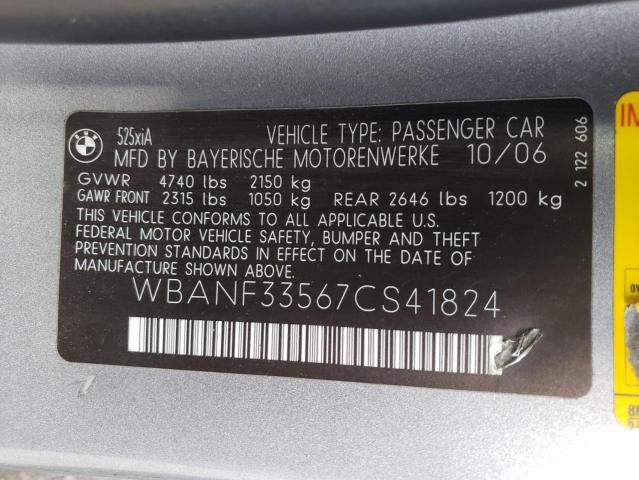 BMW
525xiA VEHICLE TYPE: PASSENGER CAR
MFD BY BAYERISCHE MOTORENWERKE 10/06
GVWR 4740 lbs 2150 kg
GAWR FRONT 2315 lbs 1050 kg REAR 2646 lbs 1200 kg
THIS VEHICLE CONFORMS TO ALL APPLICABLE U.S.
FEDERAL MOTOR VEHICLE SAFETY, BUMPER AND THEFT
PREVENTION STANDARDS IN EFFECT ON THE DATE OF
MANUFACTURE SHOWN ABOVE.
WBANF33567CS41824
2 122 606